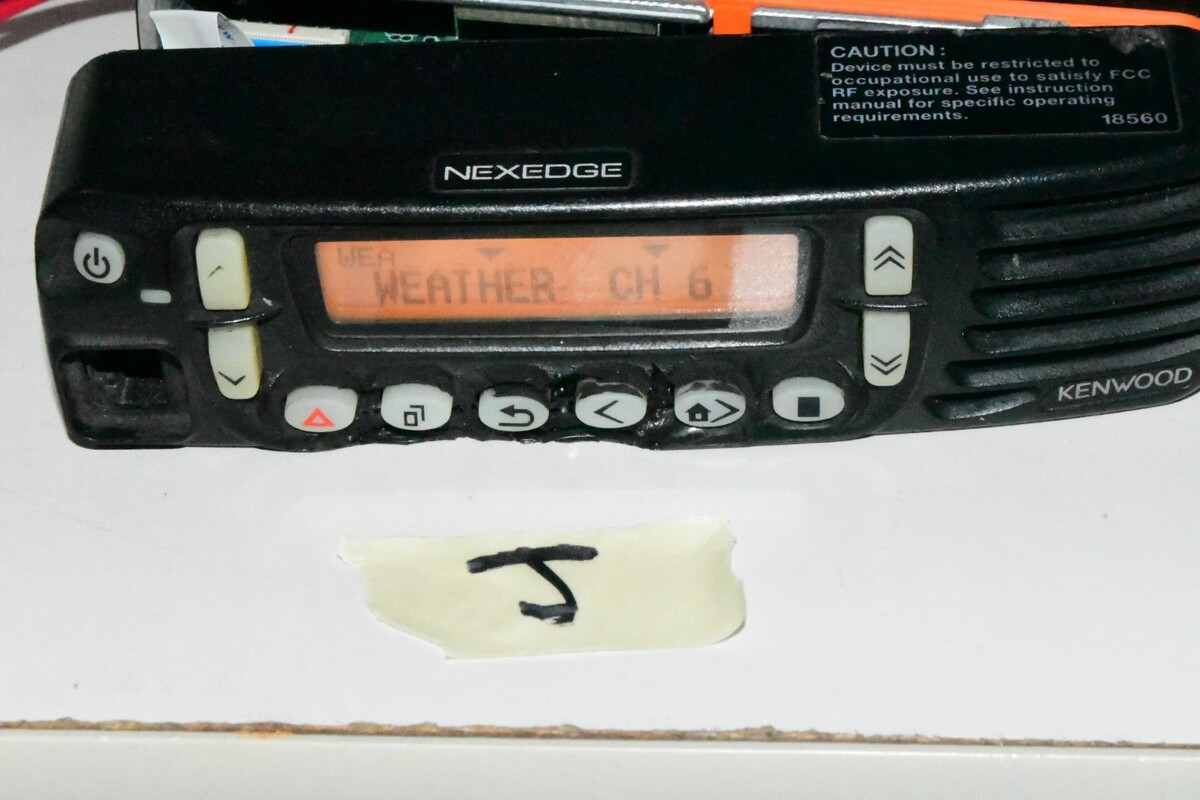 CAUTION:
Device must be restricted to
occupational use to satisfy FCC
RF exposure. See instruction
manual for specific operating
requirements.
18560
NEXEDGE
WEA
WEATHER CH 6
KENWOOD
J